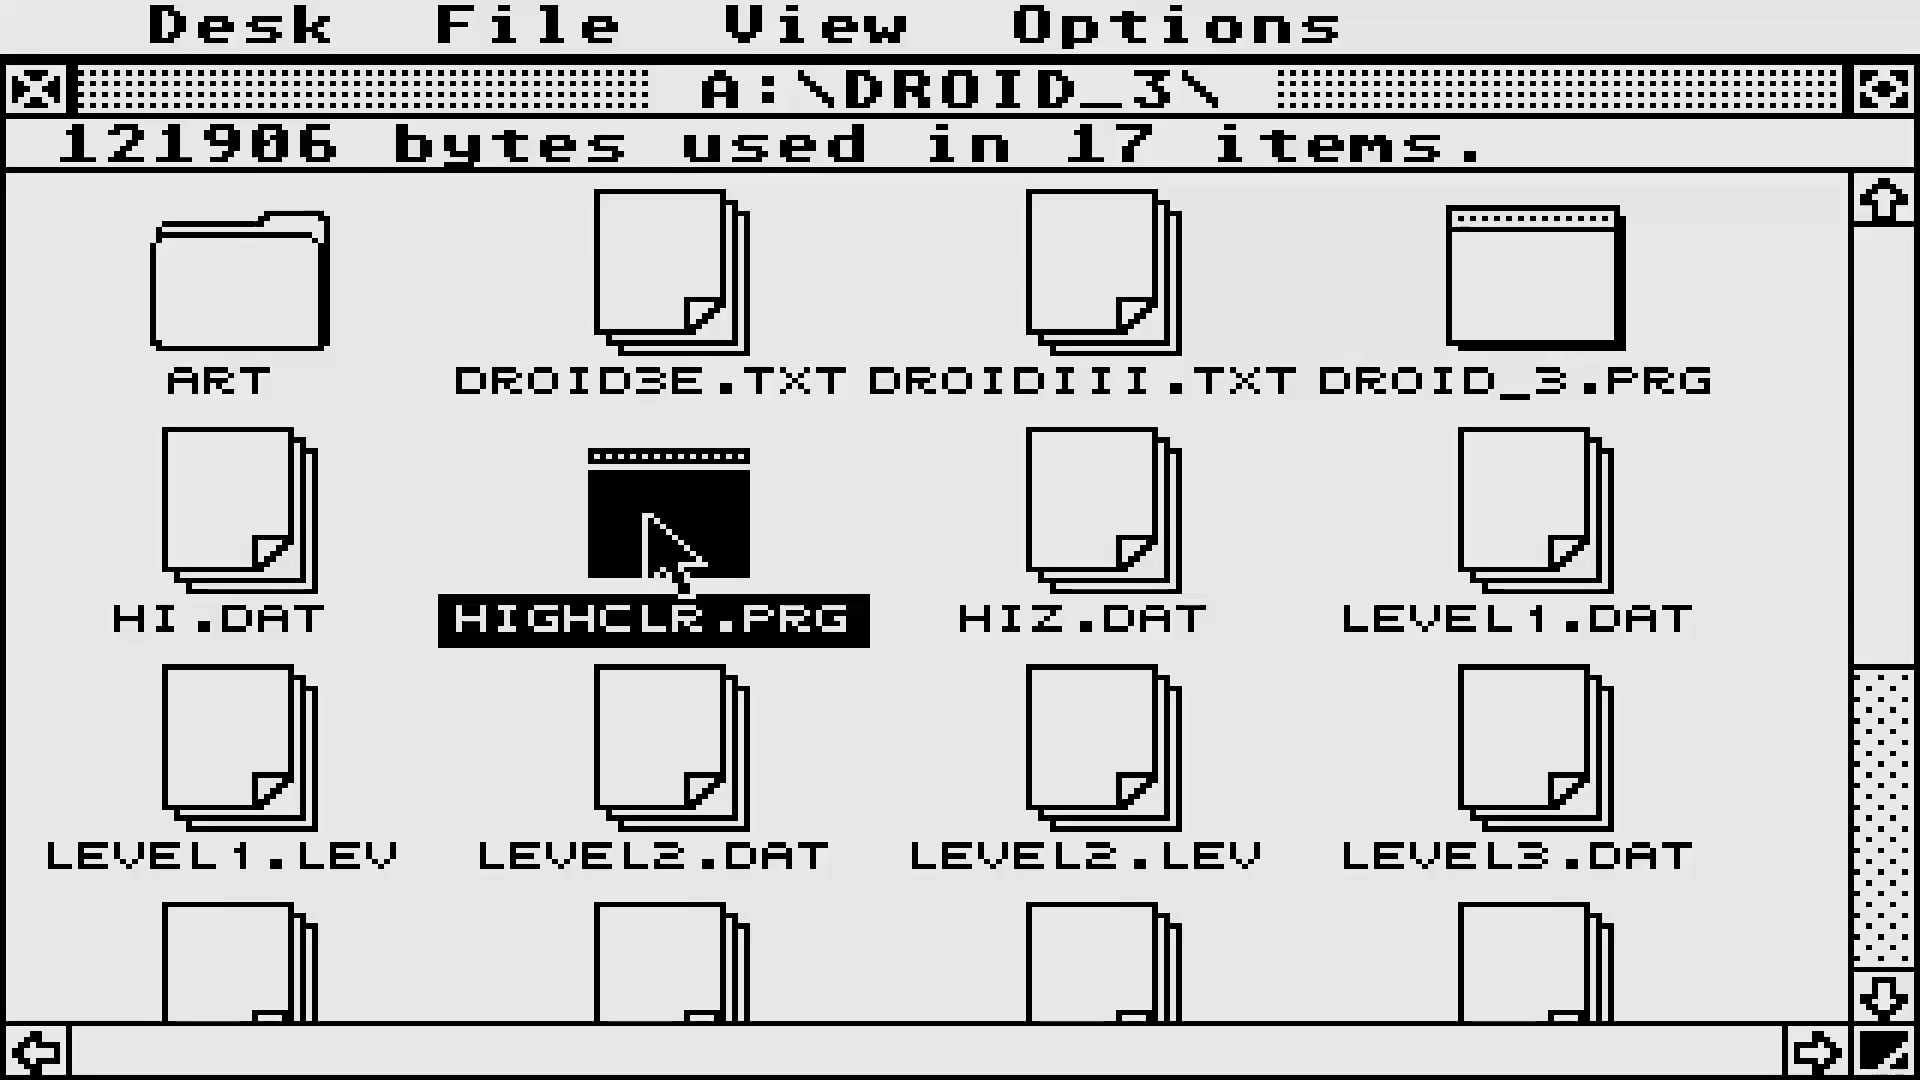 Desk File View Options
A:\DROID_3\
121906 bytes used in 17 items.
ART DROID3E.TXT DROIDIII.TXT DROID_3.PRG
HI.DAT HIGHCLR.PRG HIZ.DAT LEVEL1.DAT
LEVEL1.LEV LEVEL2.DAT LEVEL2.LEV LEVEL3.DAT